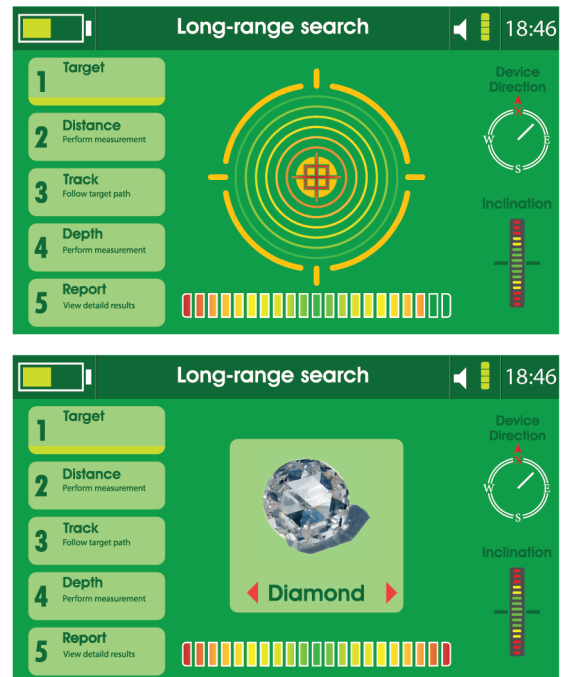 Long-range search
18:46
1 Target
2 Distance
Perform measurement
3 Track
Follow target path
4 Depth
Perform measurement
5 Report
View detaild results
Device
Direction
N
W E
S
Inclination
Long-range search
18:46
1 Target
2 Distance
Perform measurement
3 Track
Follow target path
4 Depth
Perform measurement
5 Report
View detaild results
Diamond
Device
Direction
N
W E
S
Inclination